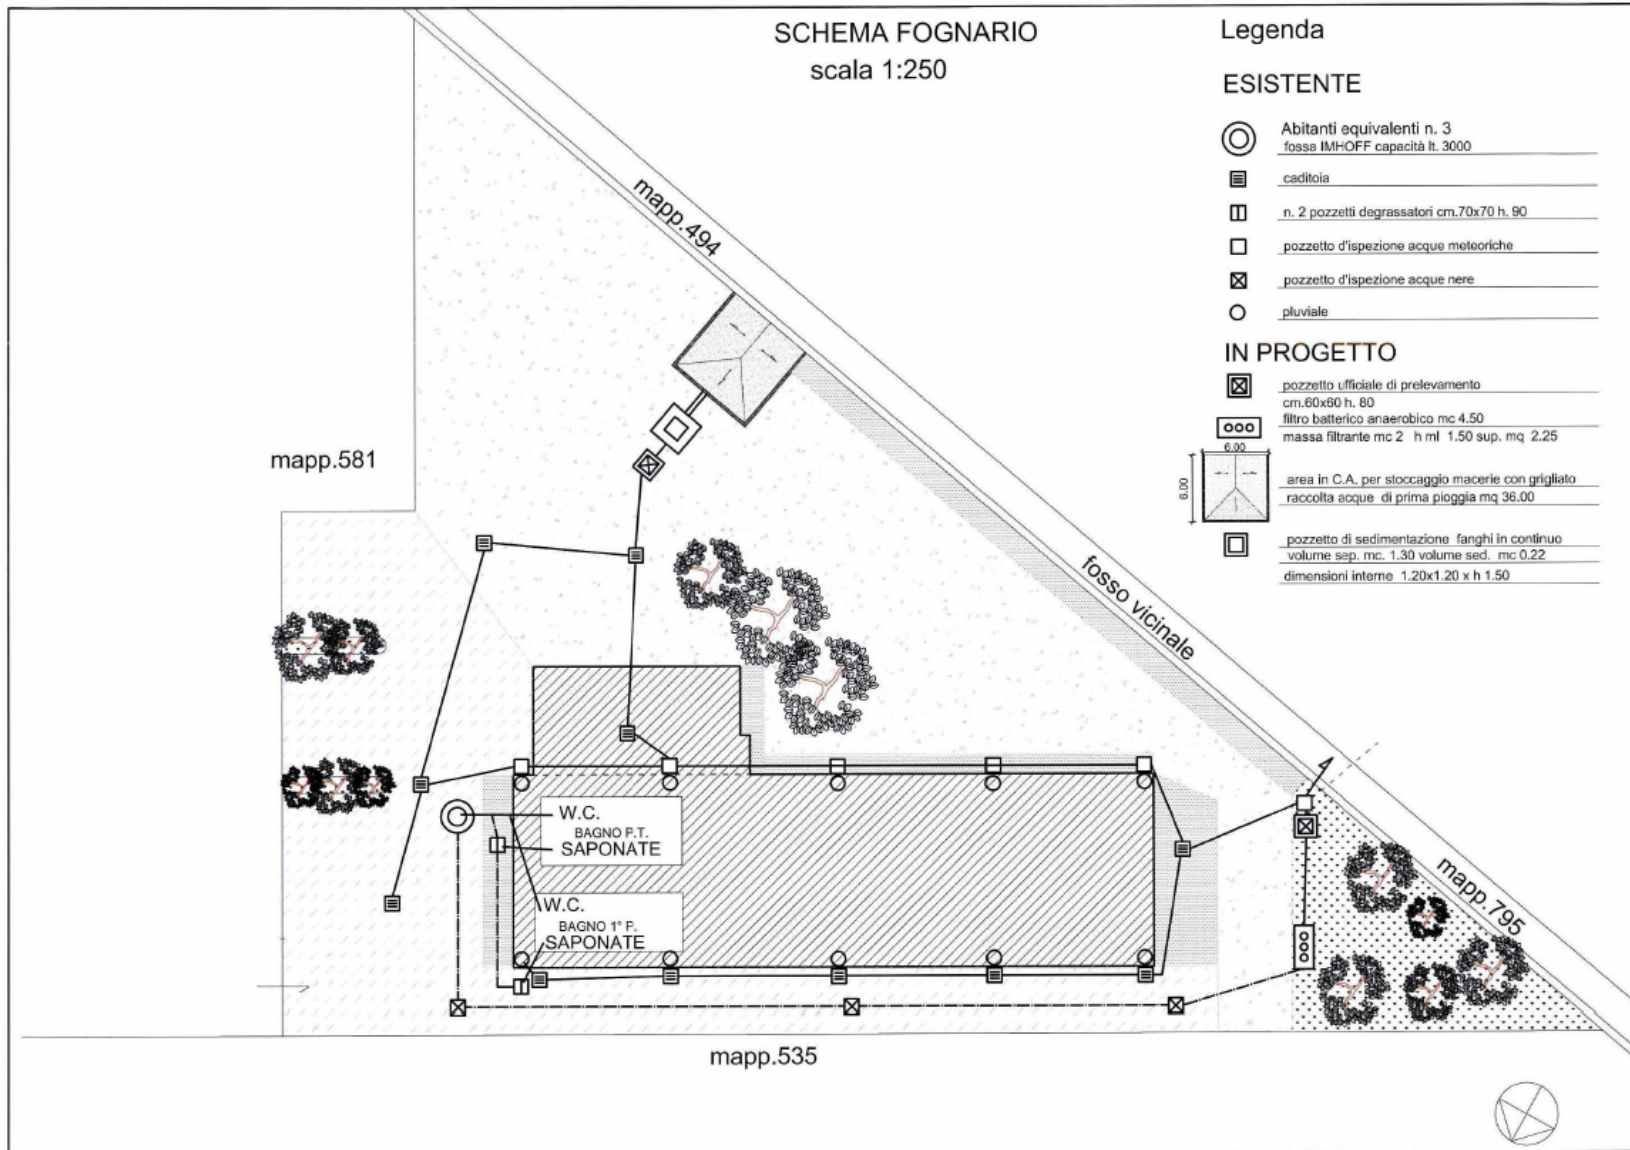 SCHEMA FOGNARIO
scala 1:250
Legenda
ESISTENTE
Abitanti equivalenti n. 3
fossa IMHOFF capacità lt. 3000
caditoia
n. 2 pozzetti degrassatori cm.70x70 h. 90
pozzetto d'ispezione acque meteoriche
pozzetto d'ispezione acque nere
pluviale
IN PROGETTO
pozzetto ufficiale di prelevamento
cm.60x60 h. 80
filtro batterico anaerobico mc 4.50
massa filtrante mc 2 h ml 1.50 sup. mq 2.25
6.00
6.00
area in C.A. per stoccaggio macerie con grigliato
raccolta acque di prima pioggia mq 36.00
pozzetto di sedimentazione fanghi in continuo
volume sep. mc. 1.30 volume sed. mc 0.22
dimensioni interne 1.20x1.20 x h 1.50
mapp.494
mapp.581
fosso vicinale
W.C.
BAGNO P.T.
SAPONATE
W.C.
BAGNO 1° P.
SAPONATE
mapp.795
mapp.535